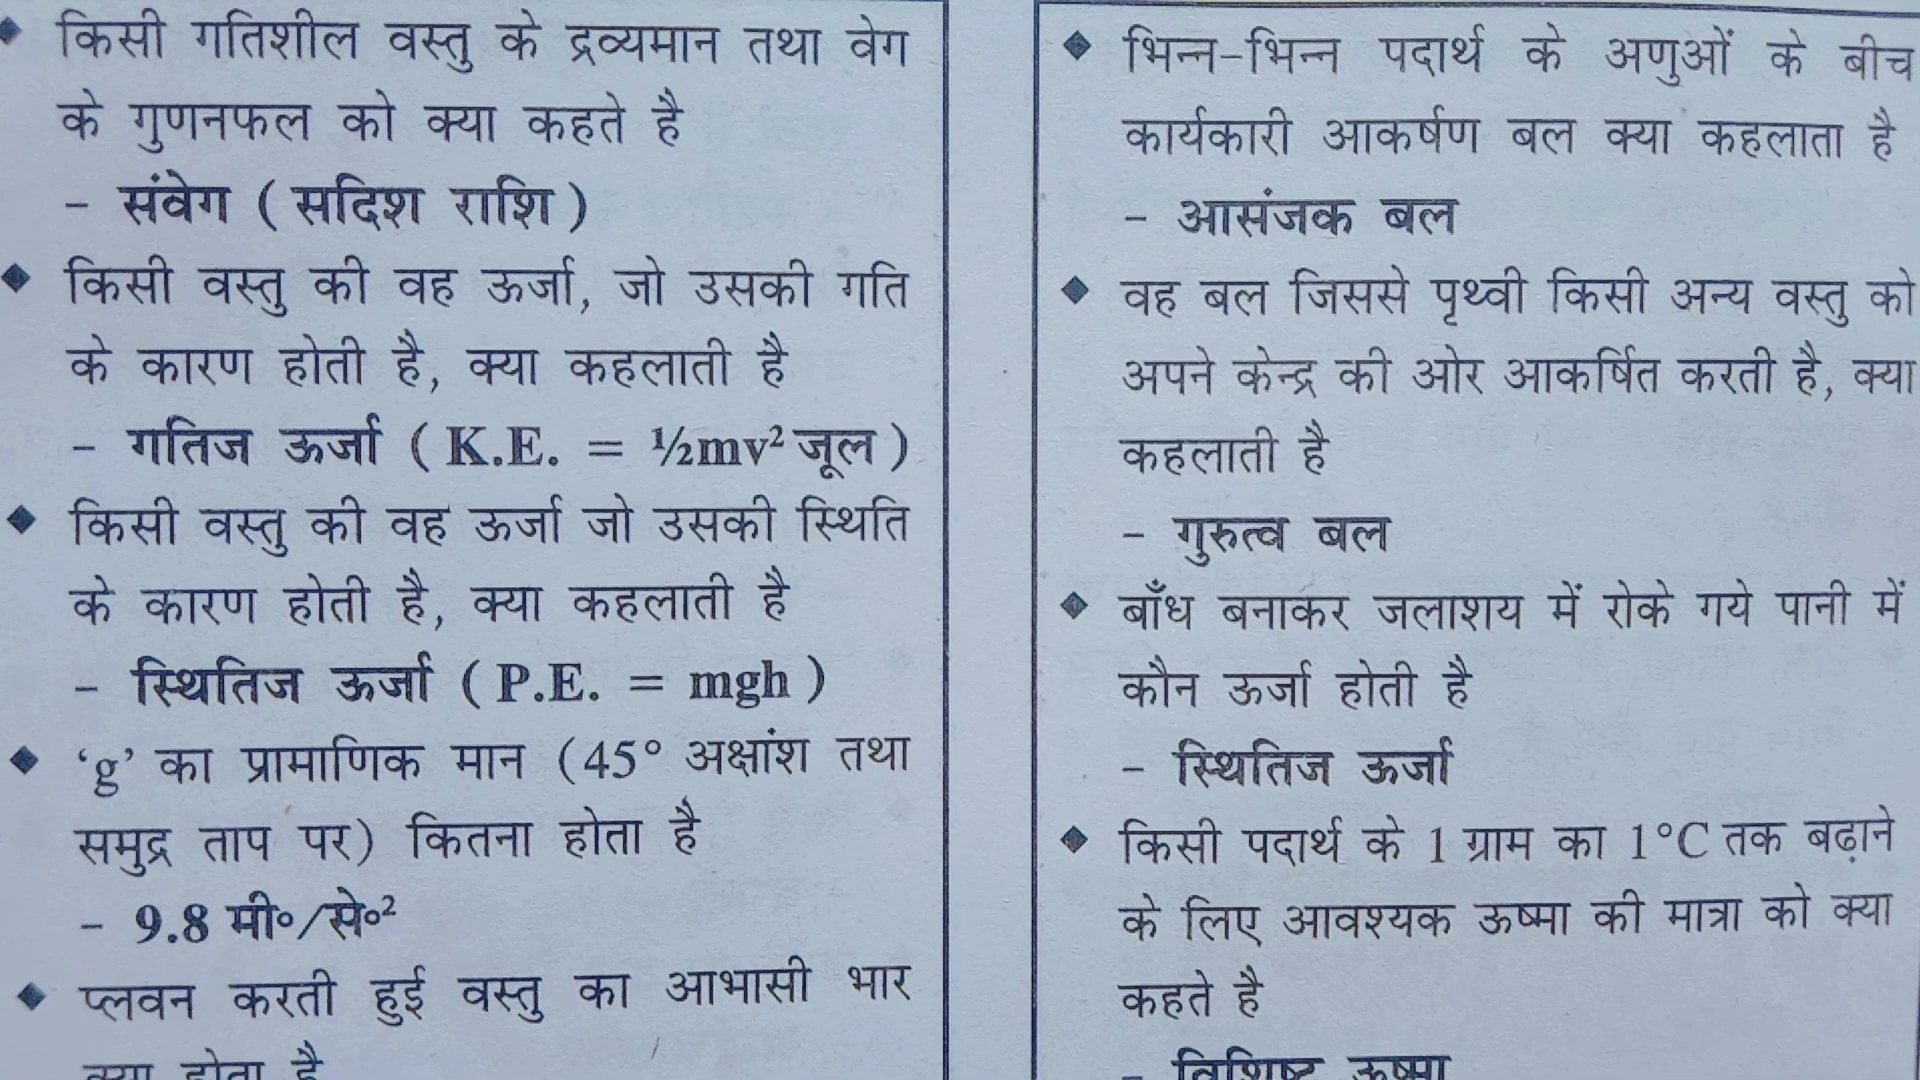 ◆ किसी गतिशील वस्तु के द्रव्यमान तथा वेग
के गुणनफल को क्या कहते है
- संवेग ( सदिश राशि )
◆ किसी वस्तु की वह ऊर्जा, जो उसकी गति
के कारण होती है, क्या कहलाती है
- गतिज ऊर्जा ( K.E. = ½mv² जूल )
◆ किसी वस्तु की वह ऊर्जा जो उसकी स्थिति
के कारण होती है, क्या कहलाती है
- स्थितिज ऊर्जा ( P.E. = mgh )
◆ ‘g’ का प्रामाणिक मान (45° अक्षांश तथा
समुद्र ताप पर) कितना होता है
- 9.8 मी०/से०²
◆ प्लवन करती हुई वस्तु का आभासी भार
क्या होता है
◆ भिन्न-भिन्न पदार्थ के अणुओं के बीच
कार्यकारी आकर्षण बल क्या कहलाता है
- आसंजक बल
◆ वह बल जिससे पृथ्वी किसी अन्य वस्तु को
अपने केन्द्र की ओर आकर्षित करती है, क्या
कहलाती है
- गुरुत्व बल
◆ बाँध बनाकर जलाशय में रोके गये पानी में
कौन ऊर्जा होती है
- स्थितिज ऊर्जा
◆ किसी पदार्थ के 1 ग्राम का 1°C तक बढ़ाने
के लिए आवश्यक ऊष्मा की मात्रा को क्या
कहते है
- विशिष्ट ऊष्मा